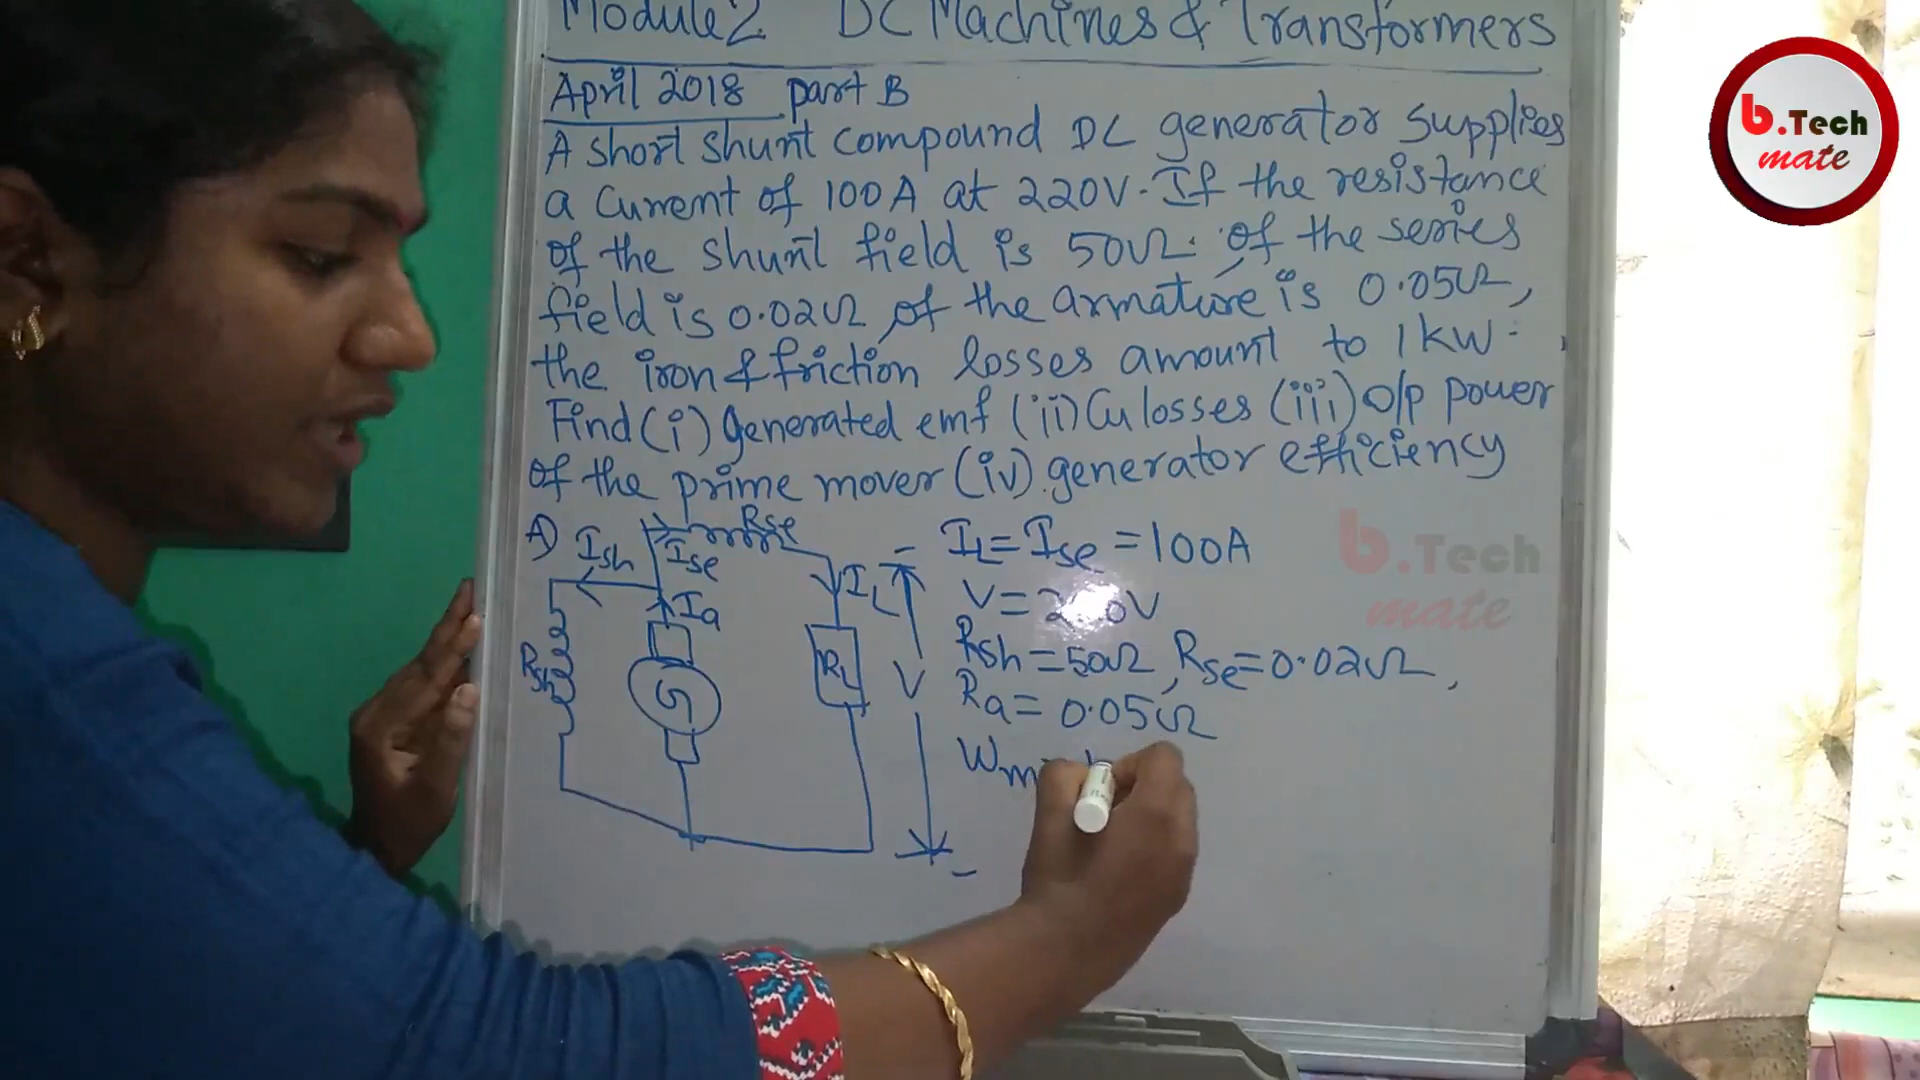 Module 2 DC Machines & Transformers
April 2018 part B
A short shunt compound DC generator supplies
a current of 100A at 220V. If the resistance
of the shunt field is 50Ω. of the series
field is 0.02Ω, of the armature is 0.05Ω,
the iron & friction losses amount to 1kW.
Find (i) generated emf (ii) Cu losses (iii) o/p power
of the prime mover (iv) generator efficiency
A) Ish Ise Rse
Ia IL
Rsh G RL V
IL = Ise = 100A
V = 220V
Rsh = 50Ω, Rse = 0.02Ω,
Ra = 0.05Ω
b.Tech
mate
b.Tech
mate